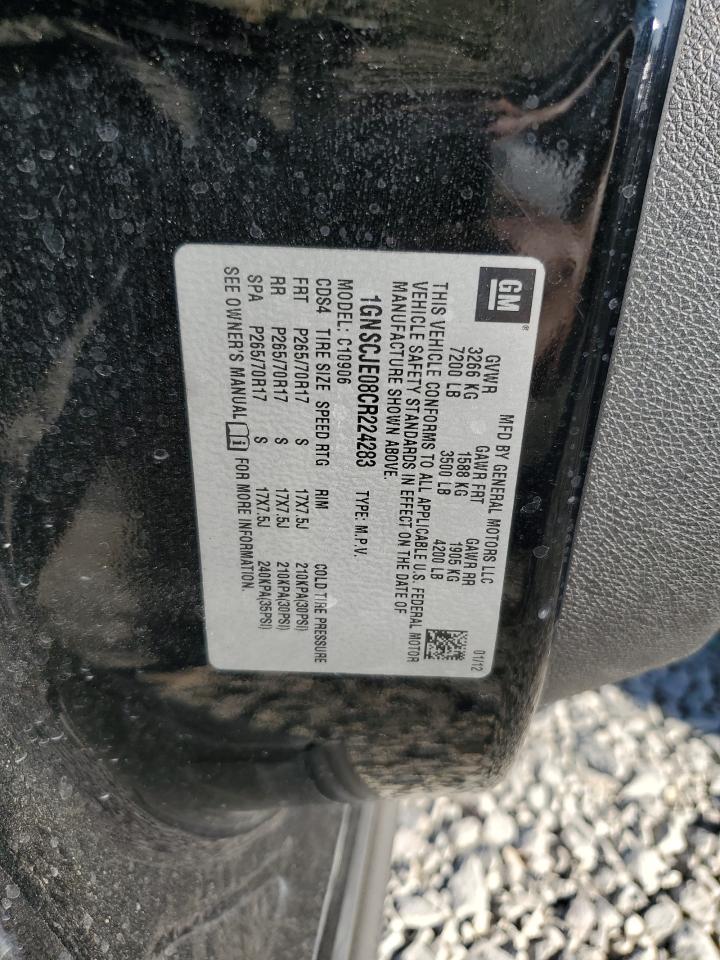 GM®
MFD BY GENERAL MOTORS LLC
01/12
GVWR GAWR FRT GAWR RR
3266 KG 1588 KG 1905 KG
7200 LB 3500 LB 4200 LB
THIS VEHICLE CONFORMS TO ALL APPLICABLE U.S. FEDERAL MOTOR
VEHICLE SAFETY STANDARDS IN EFFECT ON THE DATE OF
MANUFACTURE SHOWN ABOVE.
1GNSCJE08CR224283 TYPE: M.P.V.
MODEL: C10906
CDS4 TIRE SIZE SPEED RTG RIM COLD TIRE PRESSURE
FRT P265/70R17 S 17X7.5J 210KPA(30PSI)
RR P265/70R17 S 17X7.5J 210KPA(30PSI)
SPA P265/70R17 S 17X7.5J 240KPA(35PSI)
SEE OWNER'S MANUAL i FOR MORE INFORMATION.